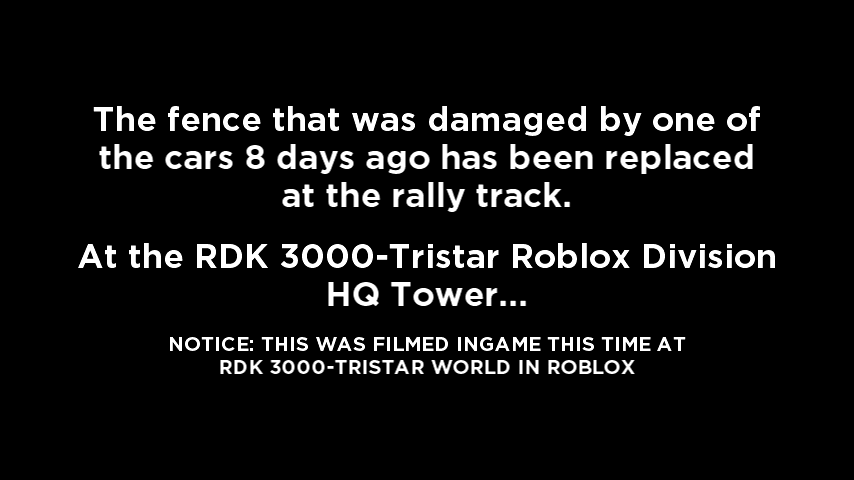 The fence that was damaged by one of
the cars 8 days ago has been replaced
at the rally track.
At the RDK 3000-Tristar Roblox Division
HQ Tower...
NOTICE: THIS WAS FILMED INGAME THIS TIME AT
RDK 3000-TRISTAR WORLD IN ROBLOX